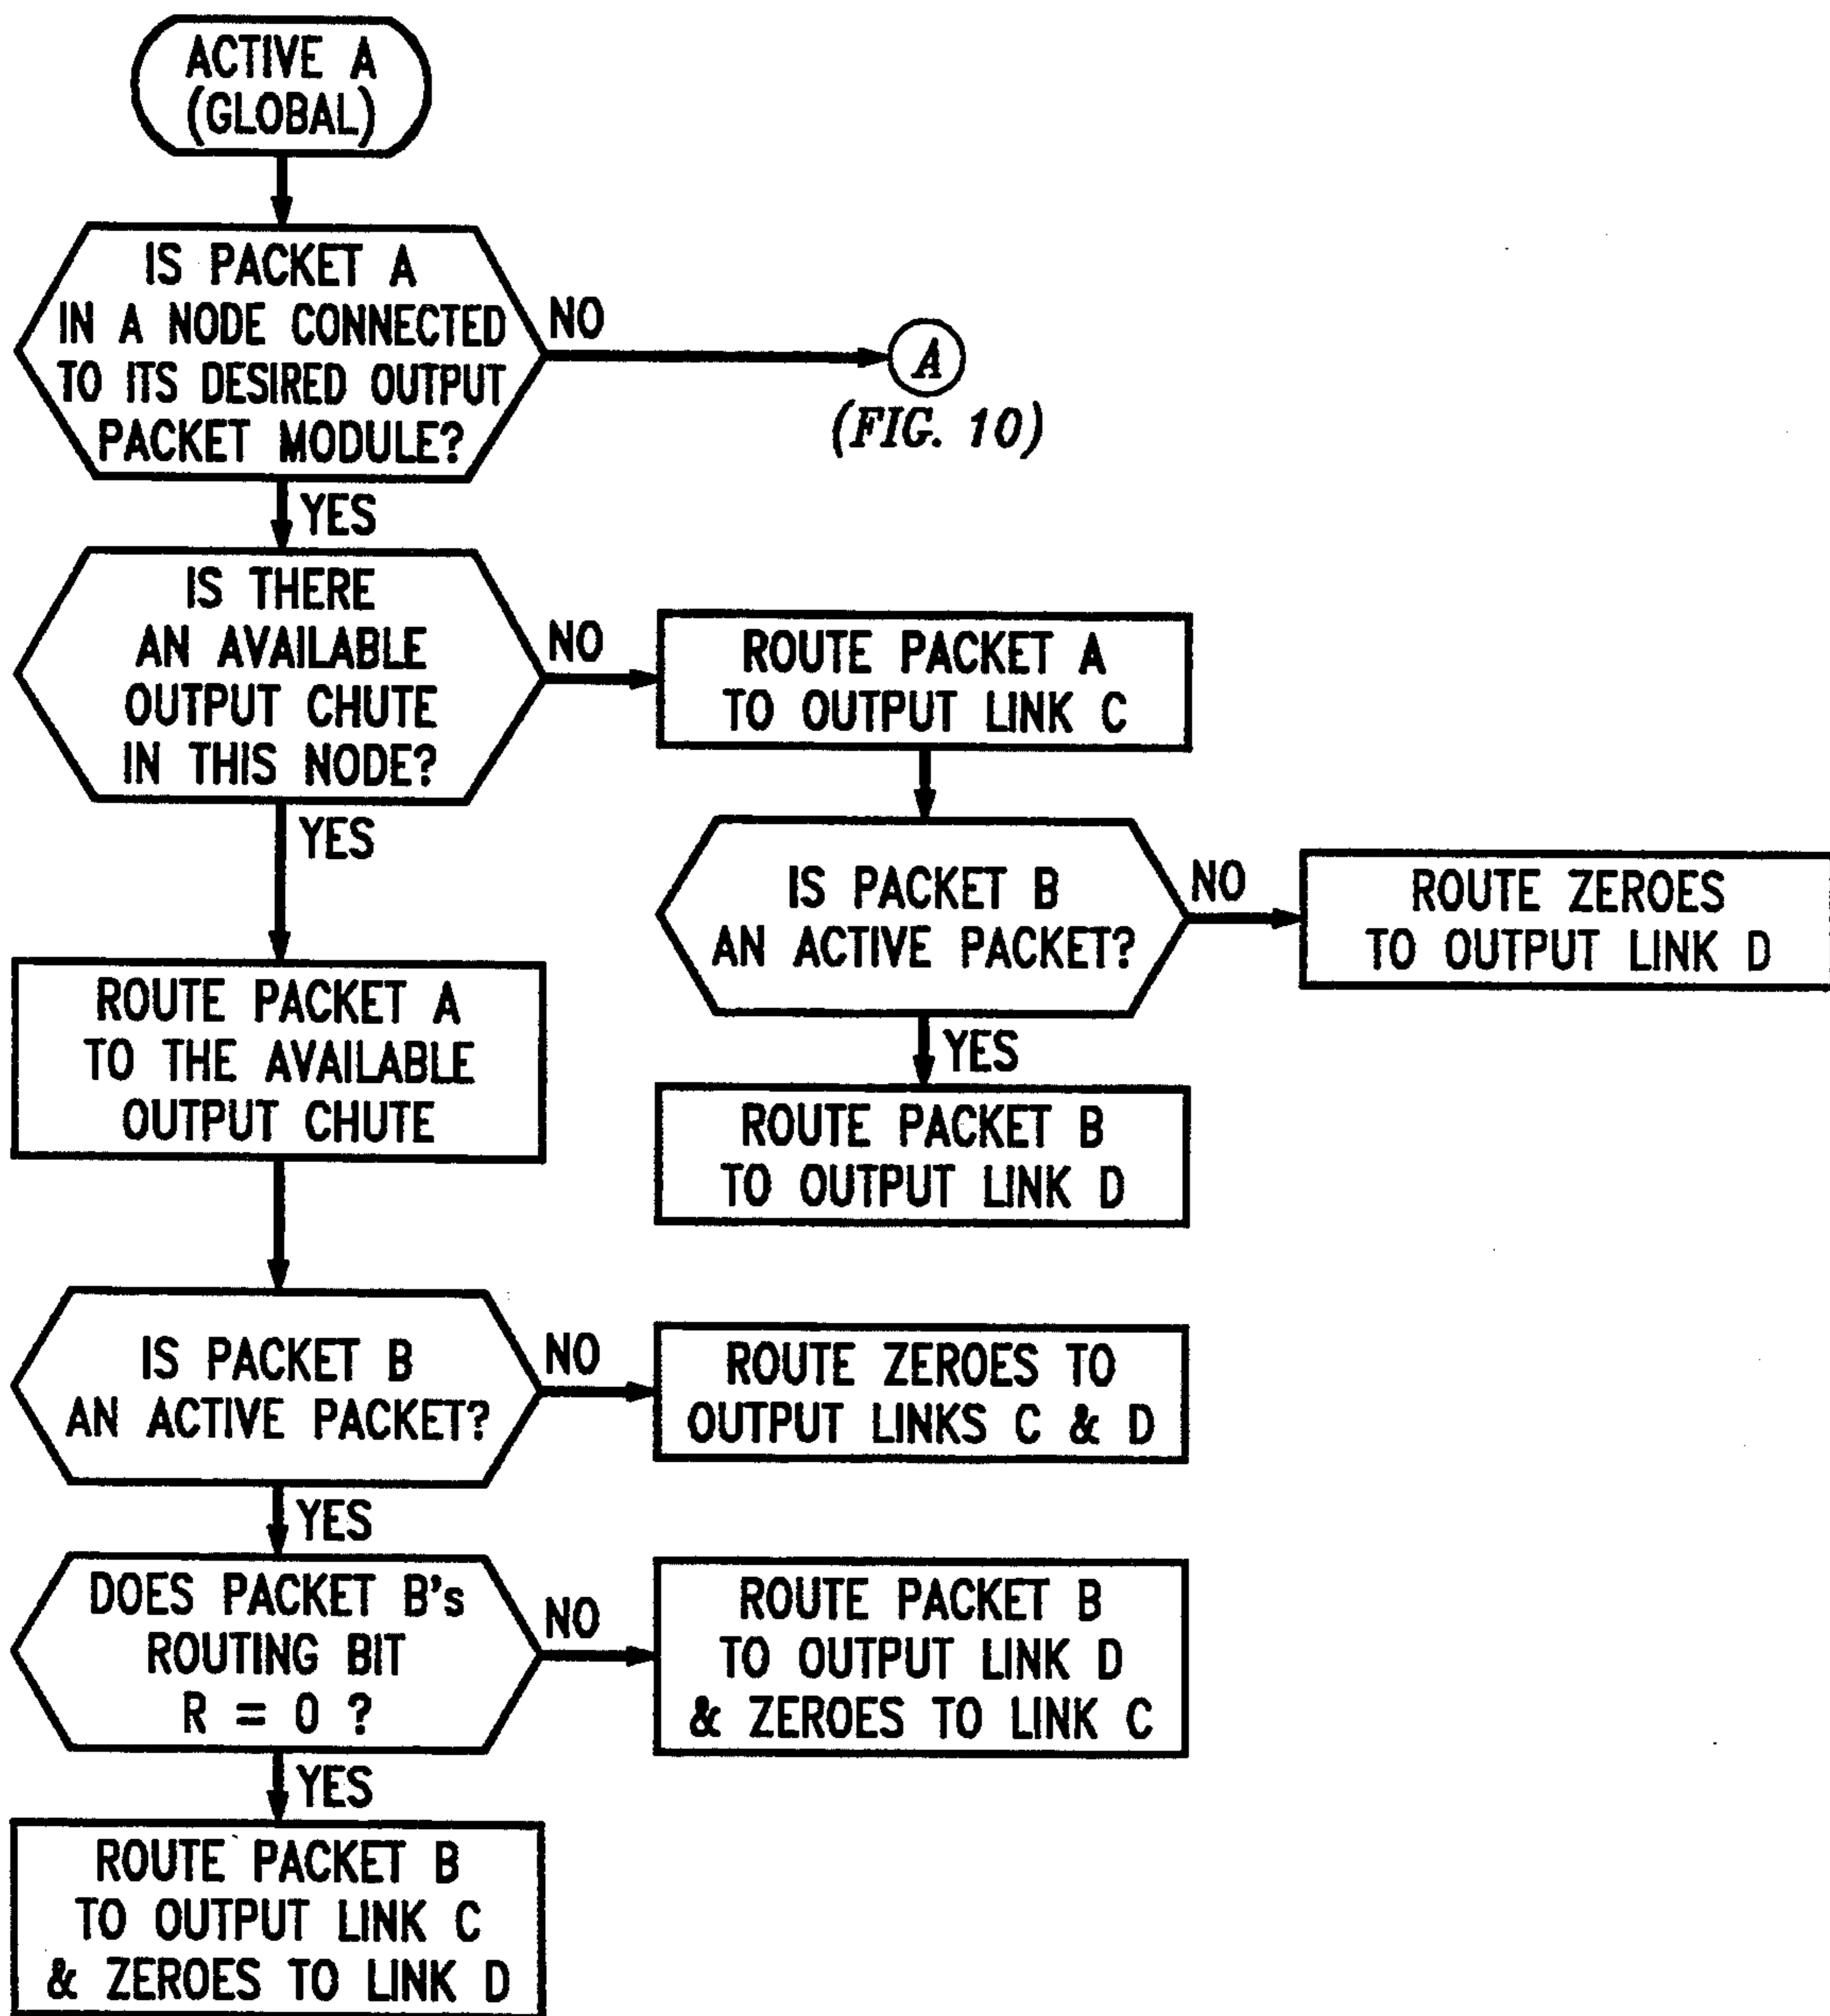 ACTIVE A
(GLOBAL)
IS PACKET A
IN A NODE CONNECTED
TO ITS DESIRED OUTPUT
PACKET MODULE?
NO
A
(FIG. 10)
YES
IS THERE
AN AVAILABLE
OUTPUT CHUTE
IN THIS NODE?
NO
ROUTE PACKET A
TO OUTPUT LINK C
YES
IS PACKET B
AN ACTIVE PACKET?
NO
ROUTE ZEROES
TO OUTPUT LINK D
YES
ROUTE PACKET B
TO OUTPUT LINK D
ROUTE PACKET A
TO THE AVAILABLE
OUTPUT CHUTE
IS PACKET B
AN ACTIVE PACKET?
NO
ROUTE ZEROES TO
OUTPUT LINKS C & D
YES
DOES PACKET B's
ROUTING BIT
R = 0 ?
NO
ROUTE PACKET B
TO OUTPUT LINK D
& ZEROES TO LINK C
YES
ROUTE PACKET B
TO OUTPUT LINK C
& ZEROES TO LINK D